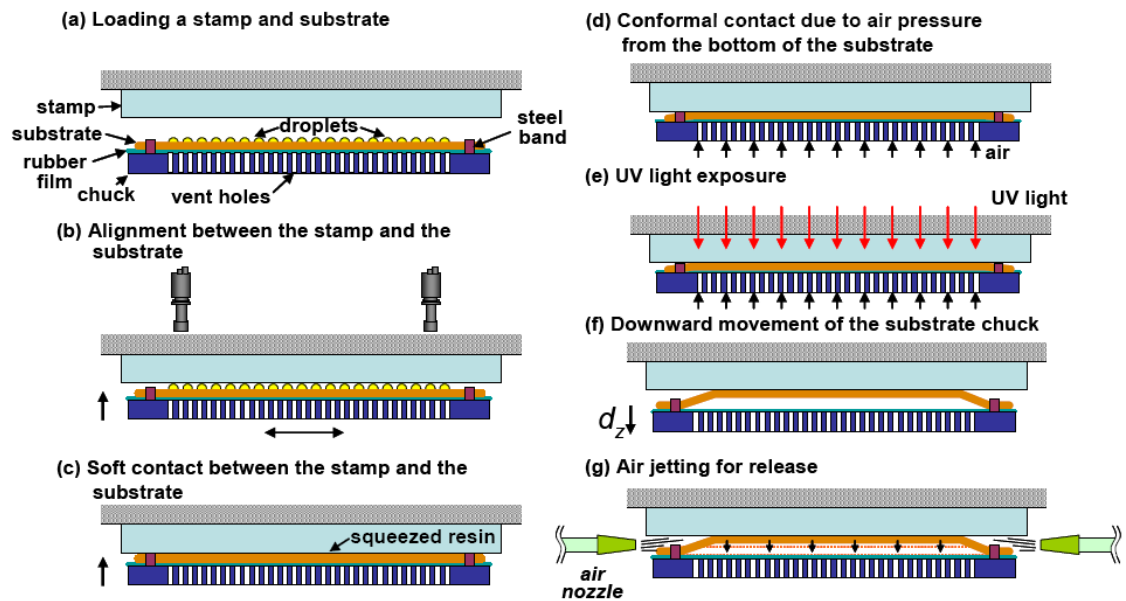 (a) Loading a stamp and substrate
stamp
substrate
droplets
steel
band
rubber
film
chuck
vent holes
(b) Alignment between the stamp and the
substrate
(c) Soft contact between the stamp and the
substrate
squeezed resin
(d) Conformal contact due to air pressure
from the bottom of the substrate
air
(e) UV light exposure
UV light
(f) Downward movement of the substrate chuck
dz
(g) Air jetting for release
air
nozzle